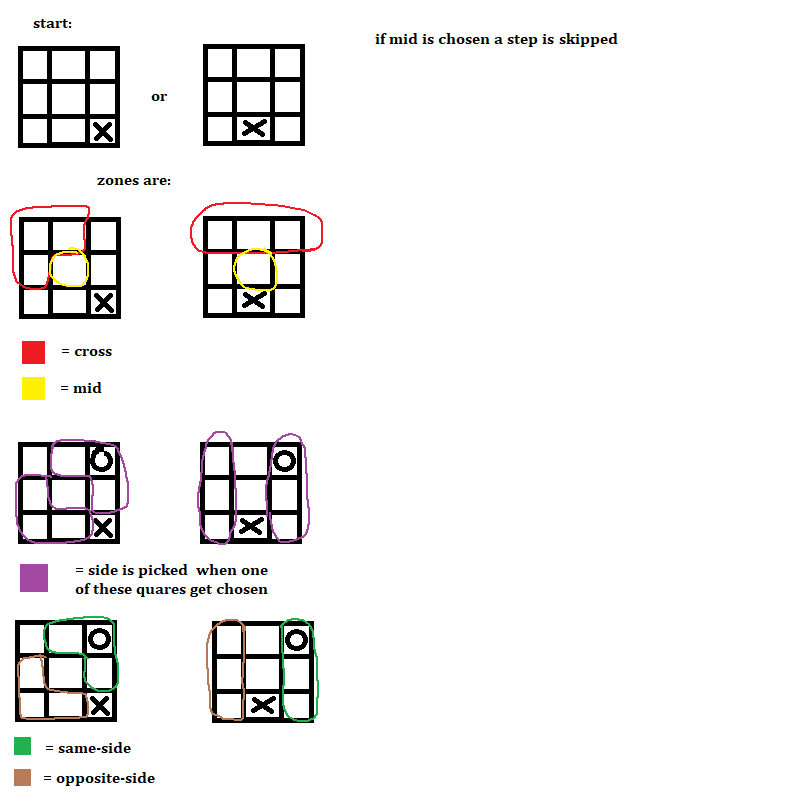 start:
if mid is chosen a step is skipped
or
zones are:
= cross
= mid
= side is picked when one
of these quares get chosen
= same-side
= opposite-side